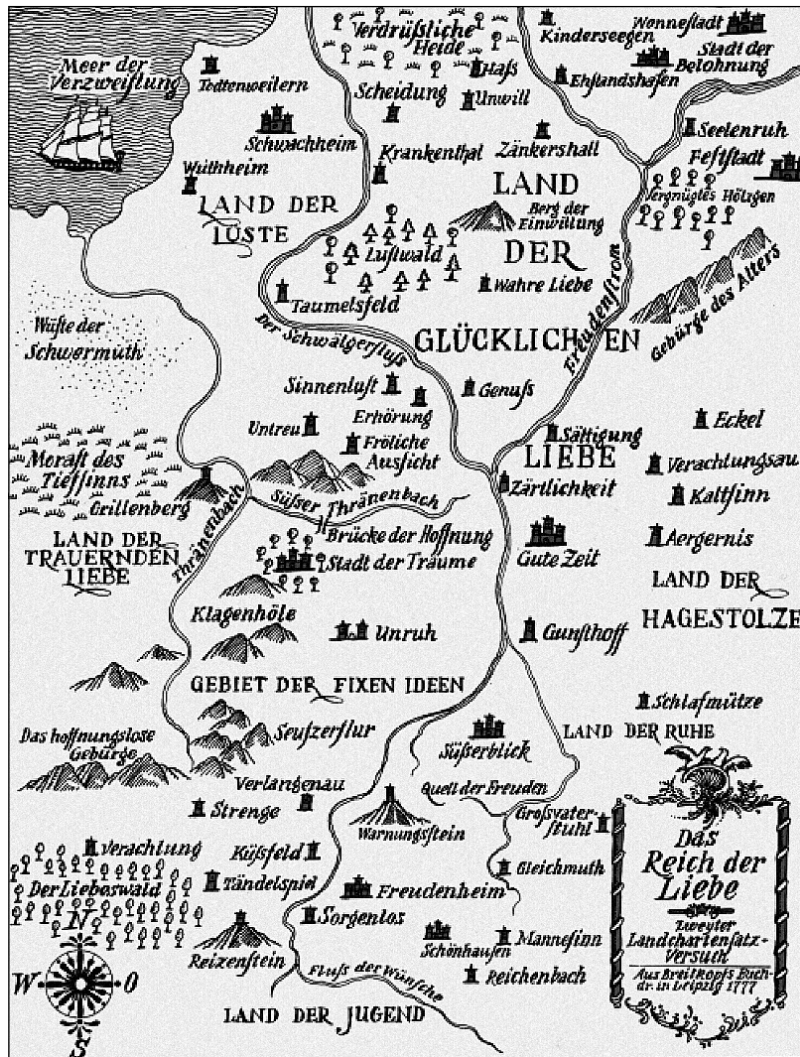 Verdrüßliche
Heide
Kinderseegen
Wonnestadt
Stadt der
Belohnung
Meer der
Verzweiflung
Todtenweilern
Haß
Ehstandshafen
Scheidung
Unwill
Schwachheim
Zänkershall
Seelenruh
Feststadt
Krankenthal
Wuthheim
LAND DER
LÜSTE
LAND
DER
GLÜCKLICHEN
LIEBE
Berg der
Einwilligung
Vergnügtes Hölzgen
Lustwald
Wahre Liebe
Taumelsfeld
Freudenstrom
Gebürge des Alters
Der Schwälgerfluß
Wüste der
Schwermuth
Sinnenlust
Genuß
Erhörung
Untreu
Fröliche
Aussicht
Sättigung
Eckel
Verachtungsau
Morast des
Tiefsinns
Grillenberg
Zärtlichkeit
Kaltsinn
Süßer Thränenbach
Thränenbach
Brücke der Hoffnung
Stadt der Träume
Gute Zeit
Aergernis
LAND DER
TRAUERNDEN
LIEBE
LAND DER
HAGESTOLZE
Klagenhöle
Unruh
Gunsthoff
GEBIET DER FIXEN IDEEN
Schlafmütze
Das hoffnungslose
Gebürge
Seufzerflur
Süßerblick
LAND DER RUHE
Verlangenau
Quell der Freuden
Strenge
Warnungsstein
Großvater-
stuhl
Verachtung
Küßfeld
Gleichmuth
Der Liebeswald
Tändelspiel
Freudenheim
Sorgenlos
Reizenstein
Schönhausen
Mannesinn
Reichenbach
Fluß der Wünsche
LAND DER JUGEND
N
W
O
S
Das
Reich der
Liebe
Zweyter
Landchartensatz-
Versuch
Aus Breitkopfs Buch-
dr. in Leipzig 1777